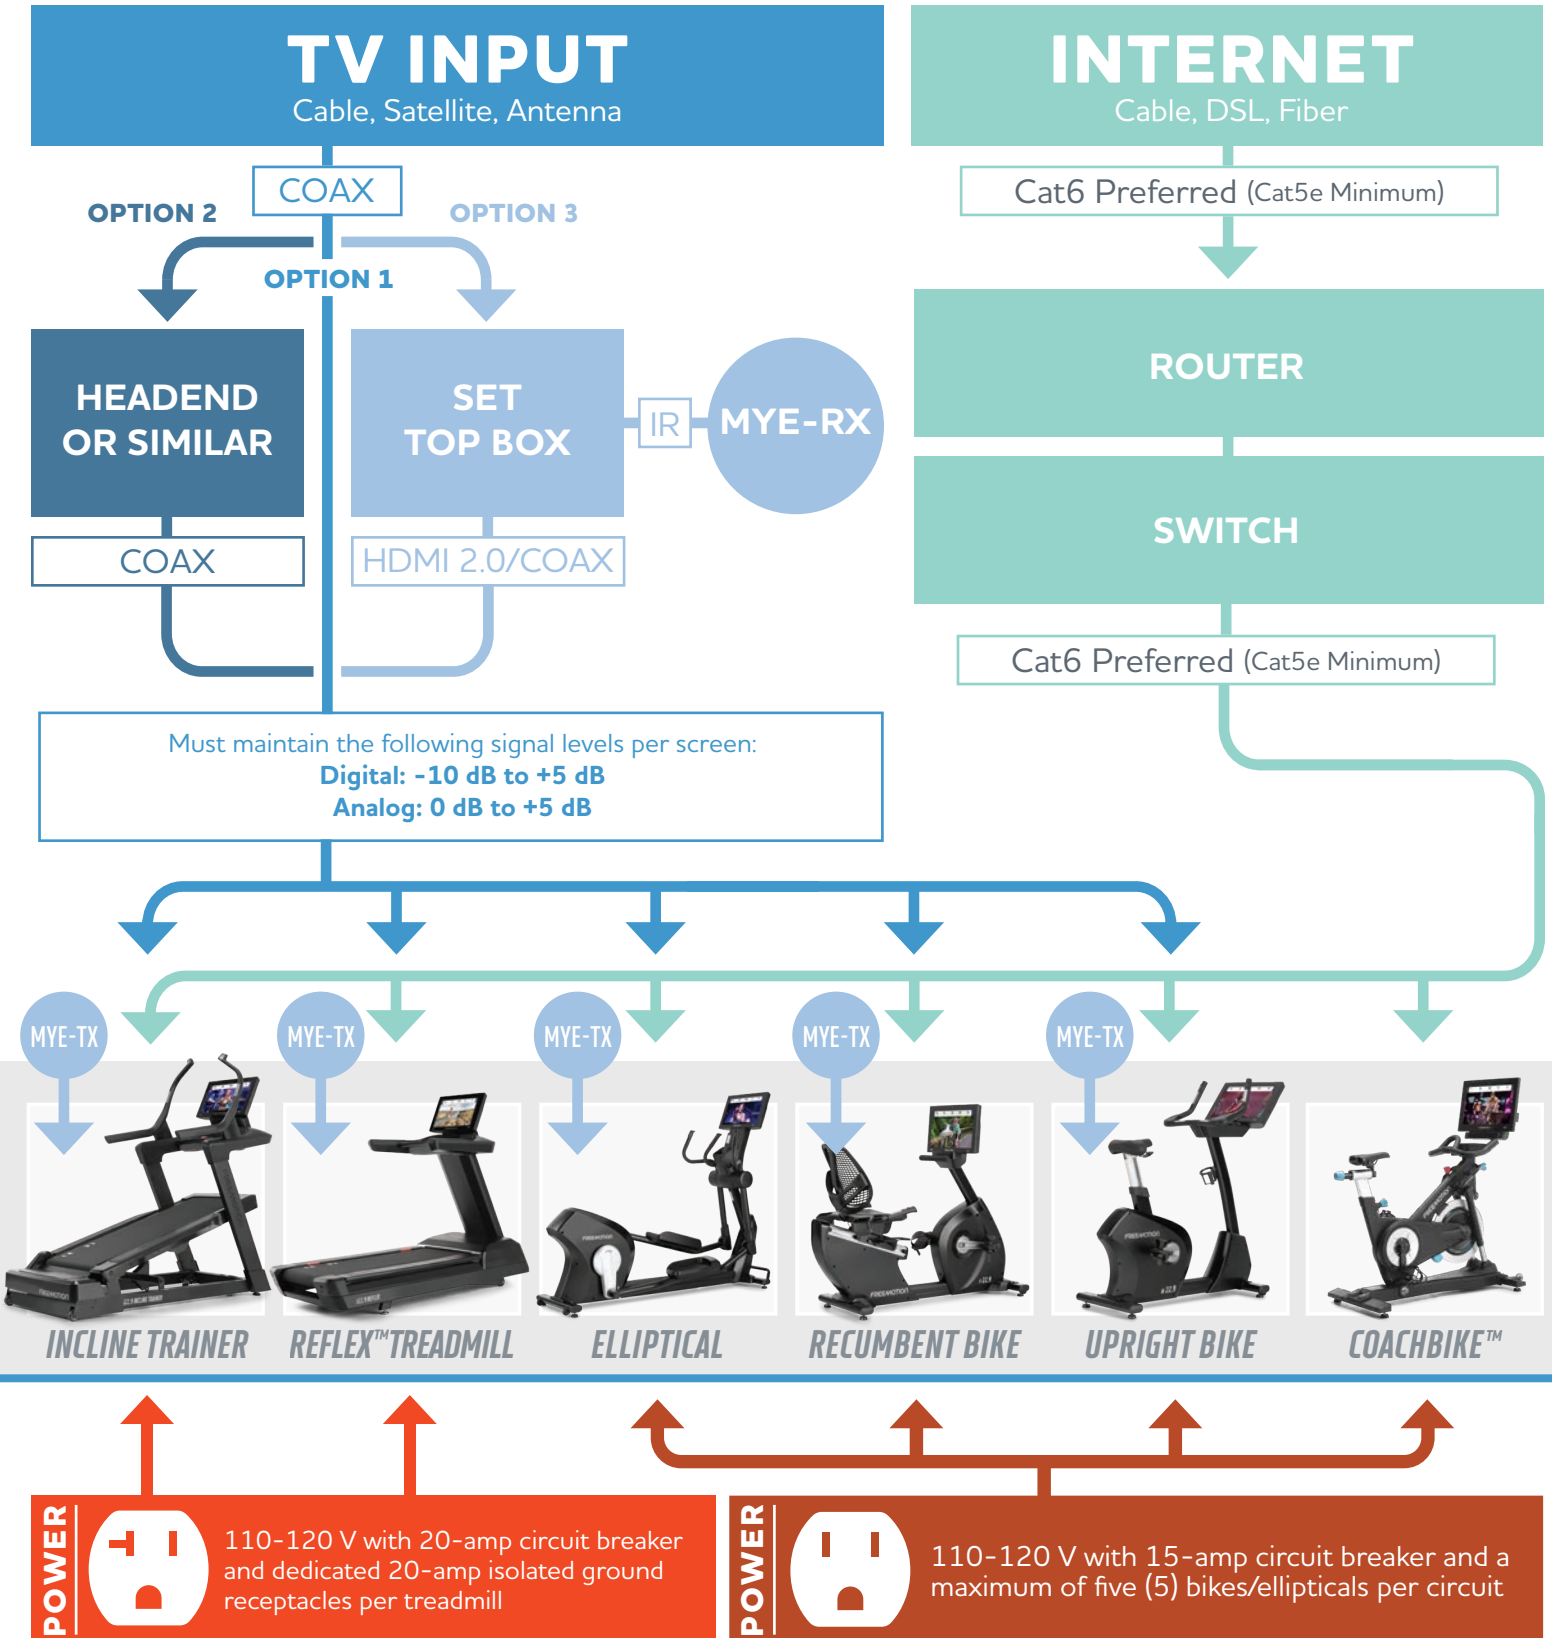 TV INPUT
Cable, Satellite, Antenna
INTERNET
Cable, DSL, Fiber
COAX
Cat6 Preferred (Cat5e Minimum)
OPTION 2
OPTION 3
OPTION 1
HEADEND
OR SIMILAR
SET
TOP BOX
IR
MYE-RX
ROUTER
SWITCH
COAX
HDMI 2.0/COAX
Cat6 Preferred (Cat5e Minimum)
Must maintain the following signal levels per screen:
Digital: -10 dB to +5 dB
Analog: 0 dB to +5 dB
MYE-TX
MYE-TX
MYE-TX
MYE-TX
MYE-TX
FREEMOTION
FREEMOTION
FREEMOTION
INCLINE TRAINER
REFLEX™TREADMILL
ELLIPTICAL
RECUMBENT BIKE
UPRIGHT BIKE
COACHBIKE™
POWER
110-120 V with 20-amp circuit breaker
and dedicated 20-amp isolated ground
receptacles per treadmill
POWER
110-120 V with 15-amp circuit breaker and a
maximum of five (5) bikes/ellipticals per circuit